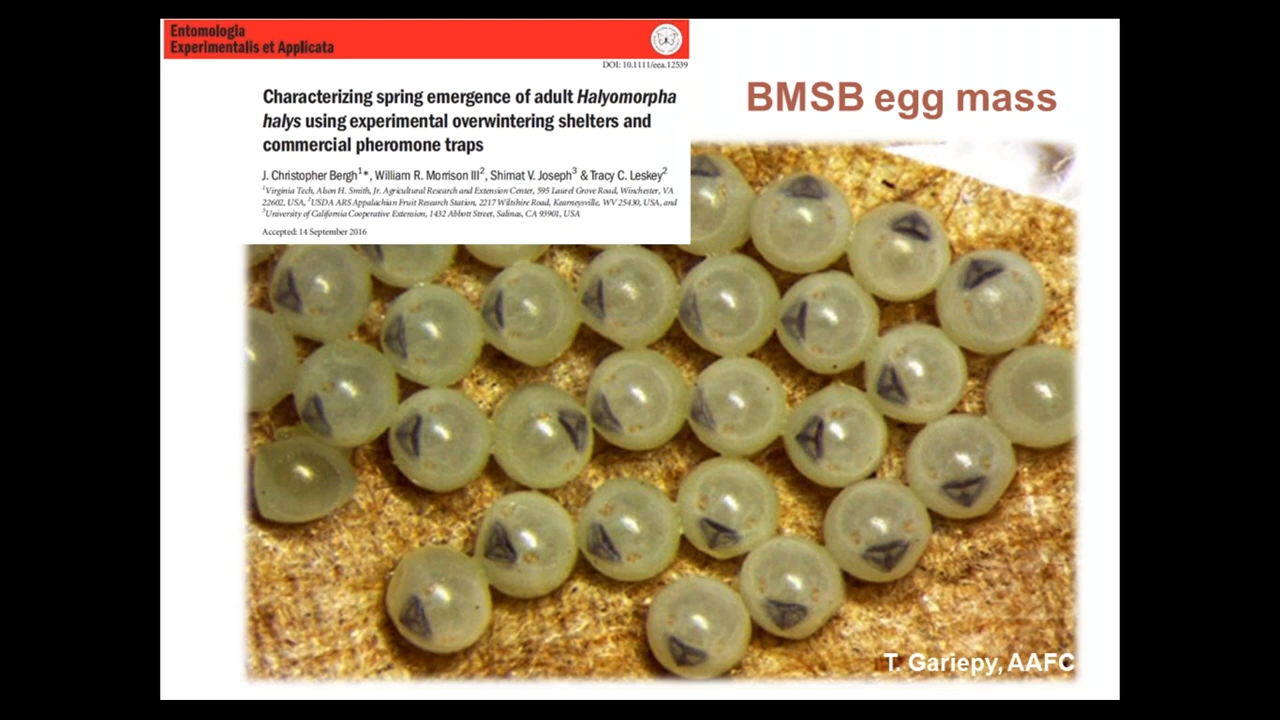 Entomologia
Experimentalis et Applicata
DOI: 10.1111/eea.12539
Characterizing spring emergence of adult Halyomorpha
halys using experimental overwintering shelters and
commercial pheromone traps
J. Christopher Bergh1*, William R. Morrison III2, Shimat V. Joseph3 & Tracy C. Leskey2
1Virginia Tech, Alson H. Smith, Jr. Agricultural Research and Extension Center, 595 Laurel Grove Road, Winchester, VA
22602, USA, 2USDA ARS Appalachian Fruit Research Station, 2217 Wiltshire Road, Kearneysville, WV 25430, USA, and
3University of California Cooperative Extension, 1432 Abbott Street, Salinas, CA 93901, USA
Accepted: 14 September 2016
BMSB egg mass
T. Gariepy, AAFC